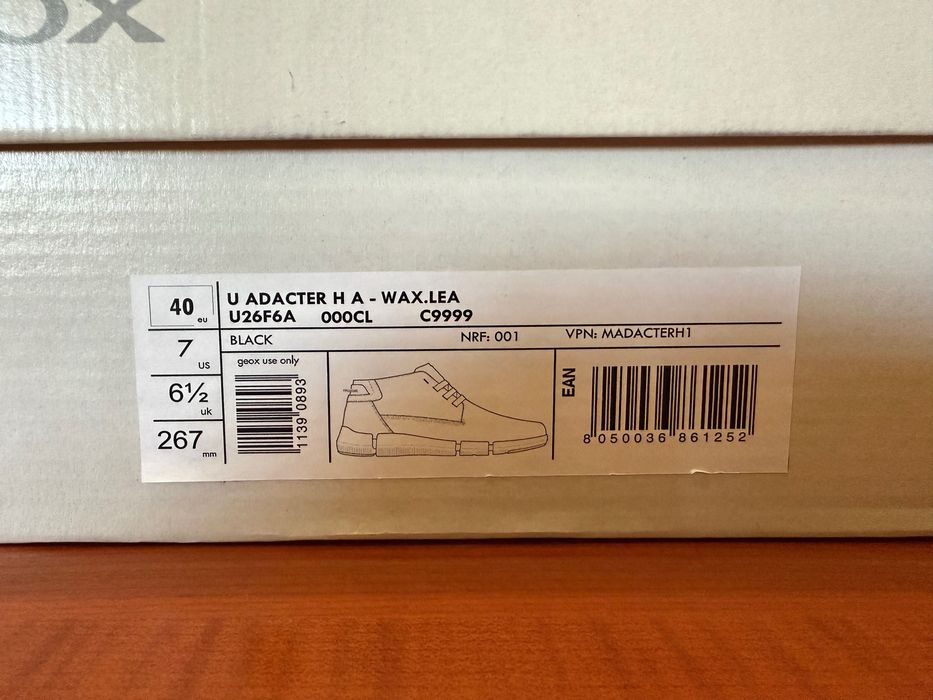 ox
40 eu
U ADACTER H A - WAX.LEA
U26F6A 000CL C9999
7 US
BLACK NRF: 001 VPN: MADACTERH1
6½ uk
267 mm
geox use only
1139 0893
EAN
8 050036 861252